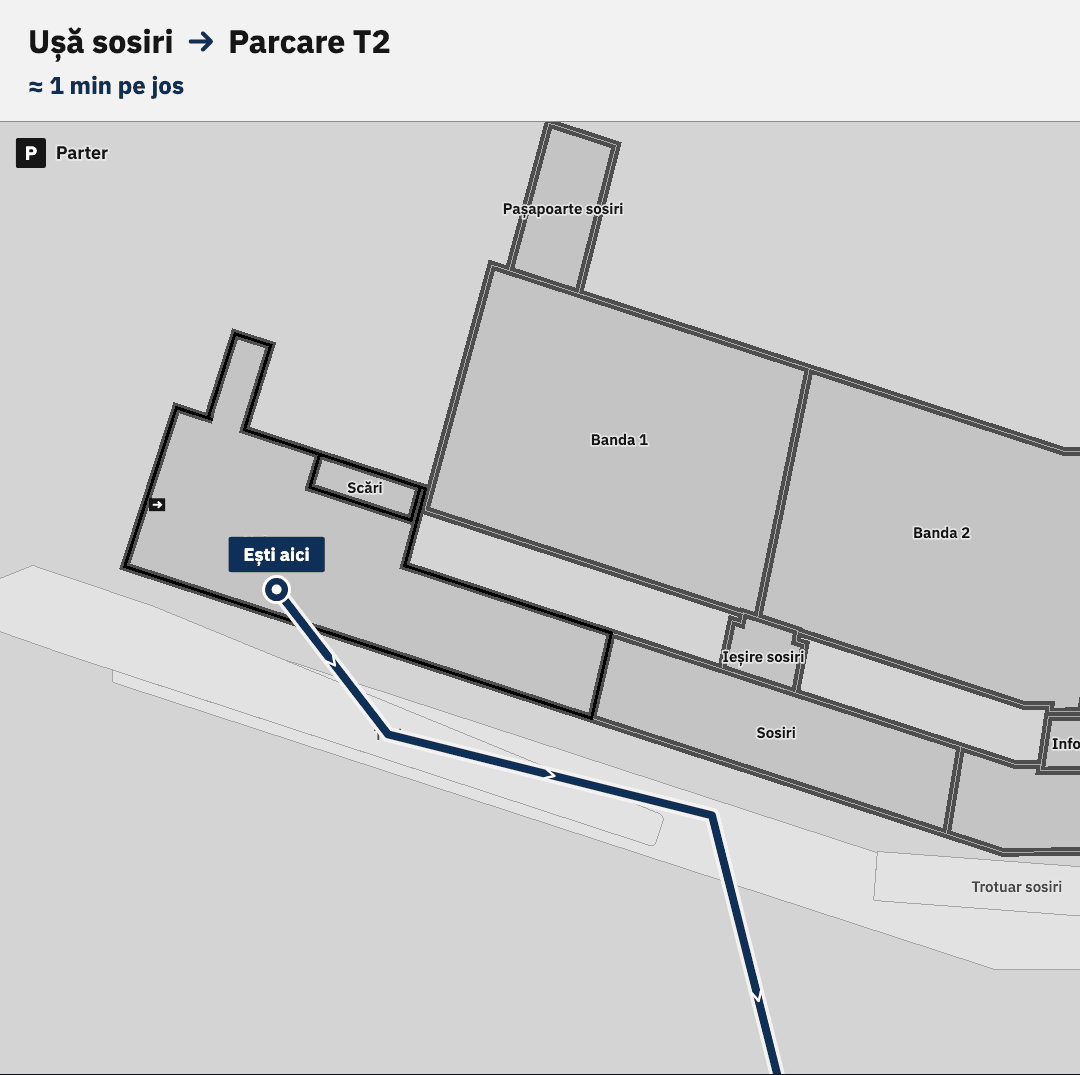 Ușă sosiri → Parcare T2
≈ 1 min pe jos
P Parter
Pașapoarte sosiri
Banda 1
Scări
Banda 2
Ești aici
Ieșire sosiri
Sosiri
Info
Trotuar sosiri